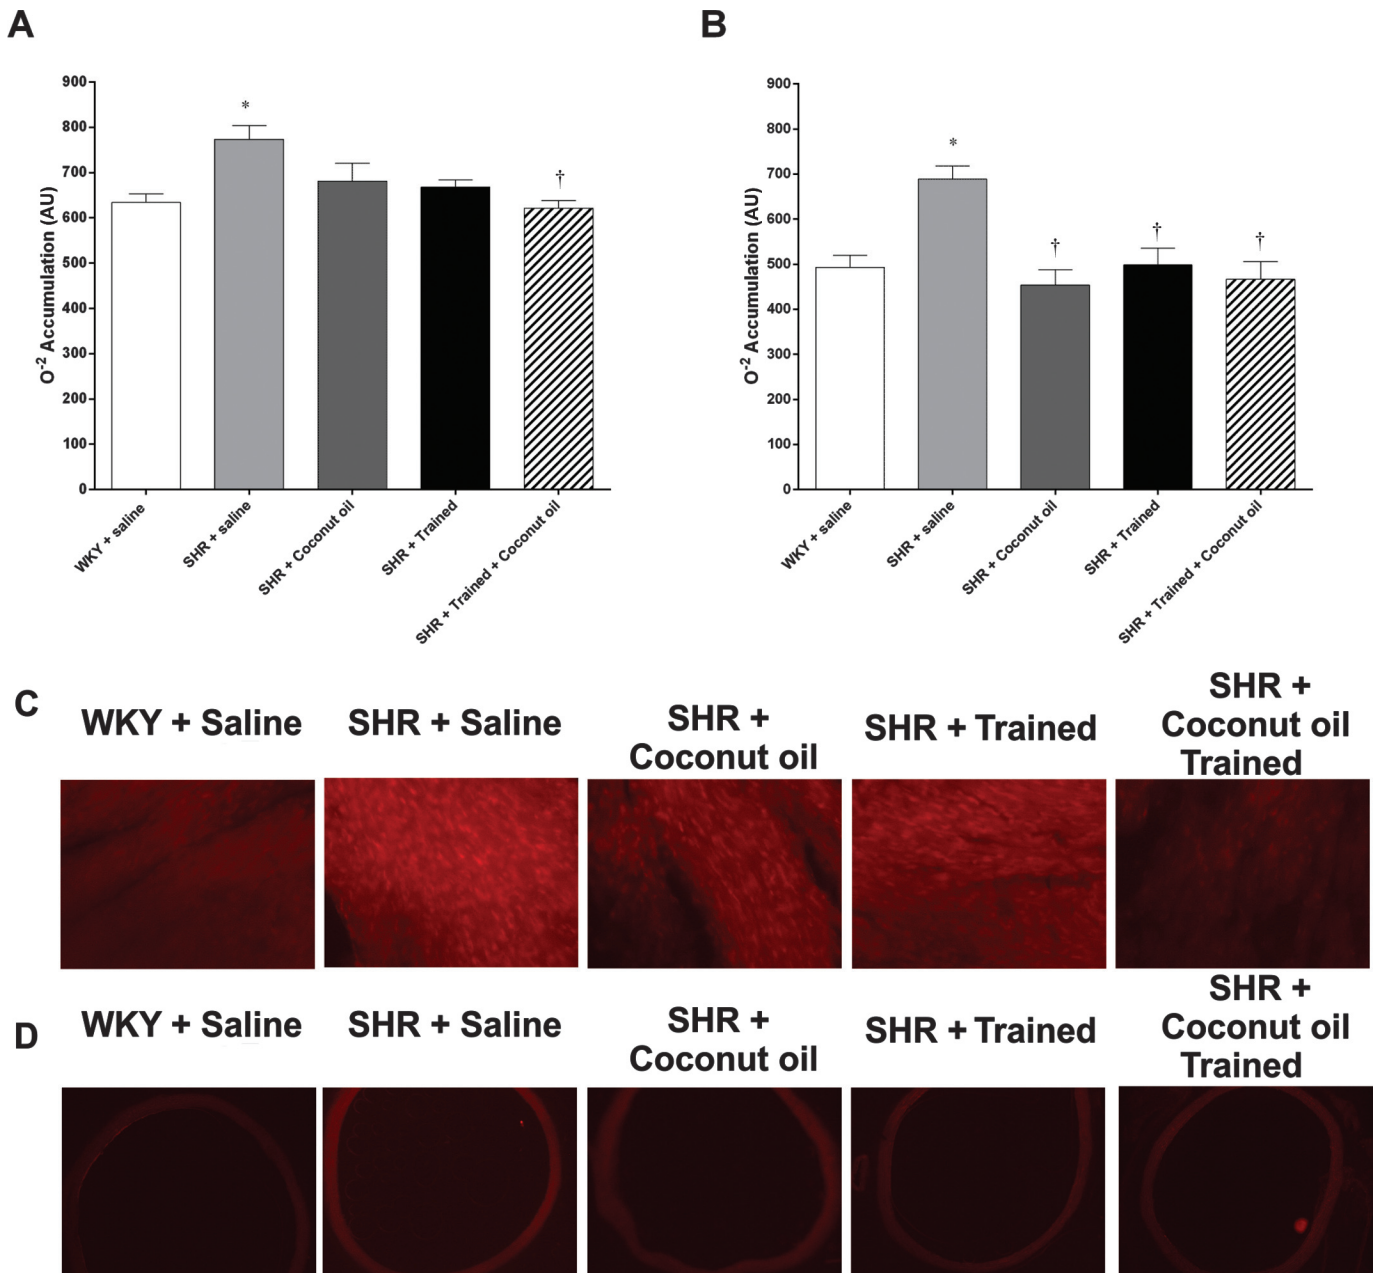 A
B
900
800
700
600
500
400
300
200
100
0
O⁻² Accumulation (AU)
*
†
WKY + saline
SHR + saline
SHR + Coconut oil
SHR + Trained
SHR + Trained + Coconut oil
900
800
700
600
500
400
300
200
100
0
O⁻² Accumulation (AU)
*
†
†
†
WKY + saline
SHR + saline
SHR + Coconut oil
SHR + Trained
SHR + Trained + Coconut oil
C
WKY + Saline
SHR + Saline
SHR +
Coconut oil
SHR + Trained
SHR +
Coconut oil
Trained
D
WKY + Saline
SHR + Saline
SHR +
Coconut oil
SHR + Trained
SHR +
Coconut oil
Trained